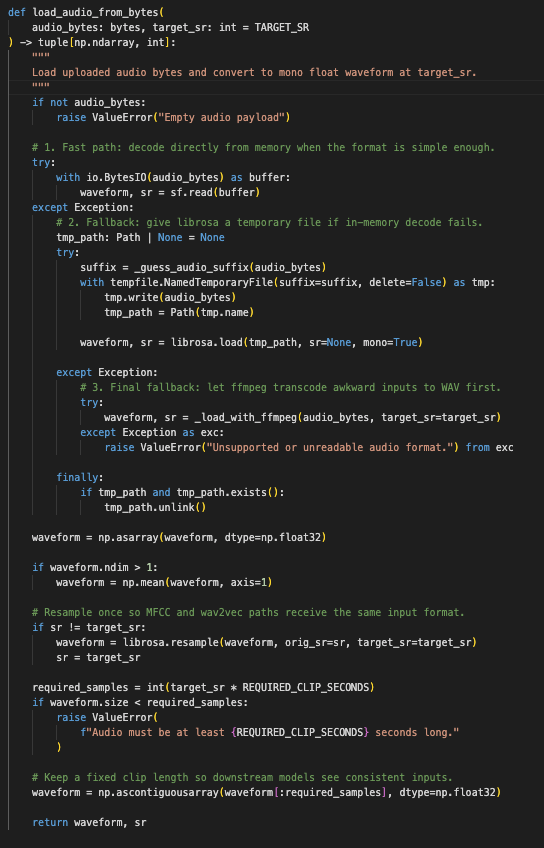 def load_audio_from_bytes(
    audio_bytes: bytes, target_sr: int = TARGET_SR
) -> tuple[np.ndarray, int]:
    """
    Load uploaded audio bytes and convert to mono float waveform at target_sr.
    """
    if not audio_bytes:
        raise ValueError("Empty audio payload")

    # 1. Fast path: decode directly from memory when the format is simple enough.
    try:
        with io.BytesIO(audio_bytes) as buffer:
            waveform, sr = sf.read(buffer)
    except Exception:
        # 2. Fallback: give librosa a temporary file if in-memory decode fails.
        tmp_path: Path | None = None
        try:
            suffix = _guess_audio_suffix(audio_bytes)
            with tempfile.NamedTemporaryFile(suffix=suffix, delete=False) as tmp:
                tmp.write(audio_bytes)
                tmp_path = Path(tmp.name)

            waveform, sr = librosa.load(tmp_path, sr=None, mono=True)

        except Exception:
            # 3. Final fallback: let ffmpeg transcode awkward inputs to WAV first.
            try:
                waveform, sr = _load_with_ffmpeg(audio_bytes, target_sr=target_sr)
            except Exception as exc:
                raise ValueError("Unsupported or unreadable audio format.") from exc

        finally:
            if tmp_path and tmp_path.exists():
                tmp_path.unlink()

    waveform = np.asarray(waveform, dtype=np.float32)

    if waveform.ndim > 1:
        waveform = np.mean(waveform, axis=1)

    # Resample once so MFCC and wav2vec paths receive the same input format.
    if sr != target_sr:
        waveform = librosa.resample(waveform, orig_sr=sr, target_sr=target_sr)
        sr = target_sr

    required_samples = int(target_sr * REQUIRED_CLIP_SECONDS)
    if waveform.size < required_samples:
        raise ValueError(
            f"Audio must be at least {REQUIRED_CLIP_SECONDS} seconds long."
        )

    # Keep a fixed clip length so downstream models see consistent inputs.
    waveform = np.ascontiguousarray(waveform[:required_samples], dtype=np.float32)

    return waveform, sr